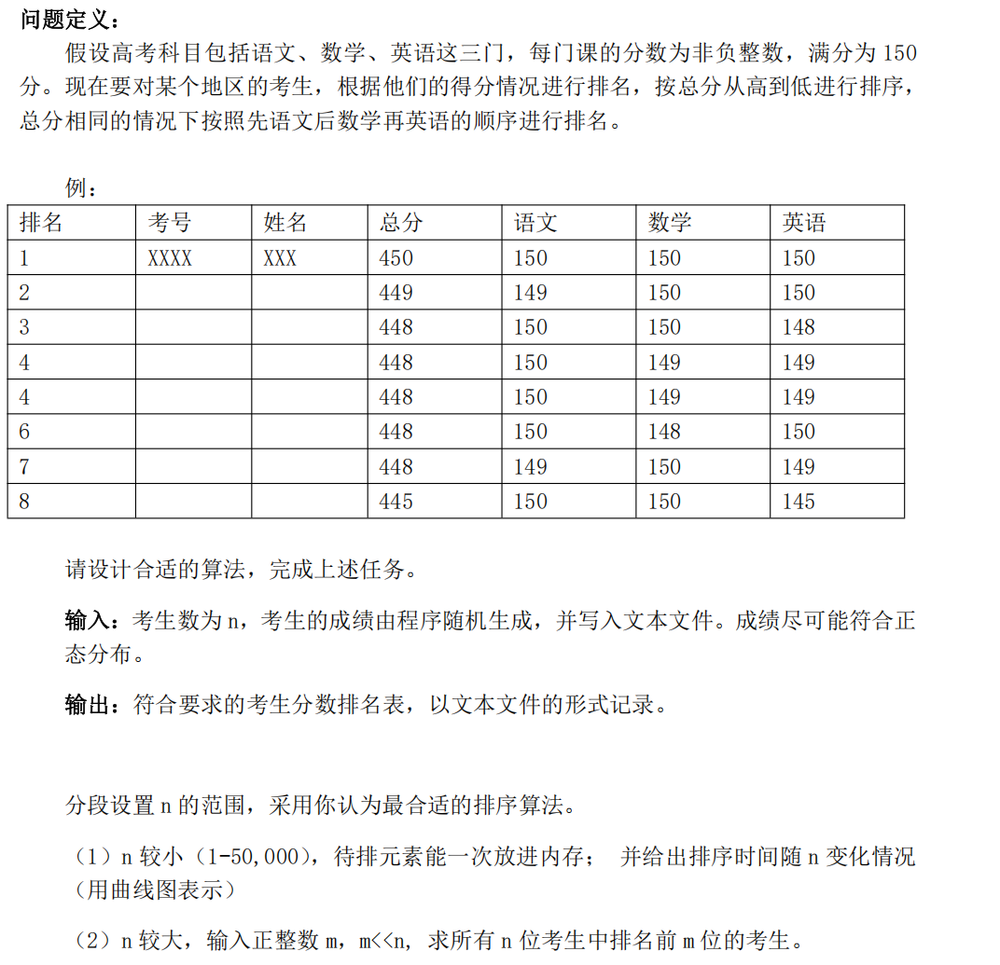 问题定义：
假设高考科目包括语文、数学、英语这三门，每门课的分数为非负整数，满分为 150
分。现在要对某个地区的考生，根据他们的得分情况进行排名，按总分从高到低进行排序，
总分相同的情况下按照先语文后数学再英语的顺序进行排名。
例：
排名 考号 姓名 总分 语文 数学 英语
1 XXXX XXX 450 150 150 150
2 449 149 150 150
3 448 150 150 148
4 448 150 149 149
4 448 150 149 149
6 448 150 148 150
7 448 149 150 149
8 445 150 150 145
请设计合适的算法，完成上述任务。
输入：考生数为 n，考生的成绩由程序随机生成，并写入文本文件。成绩尽可能符合正
态分布。
输出：符合要求的考生分数排名表，以文本文件的形式记录。
分段设置 n 的范围，采用你认为最合适的排序算法。
（1）n 较小（1-50,000），待排元素能一次放进内存； 并给出排序时间随 n 变化情况
（用曲线图表示）
（2）n 较大，输入正整数 m，m<<n, 求所有 n 位考生中排名前 m 位的考生。